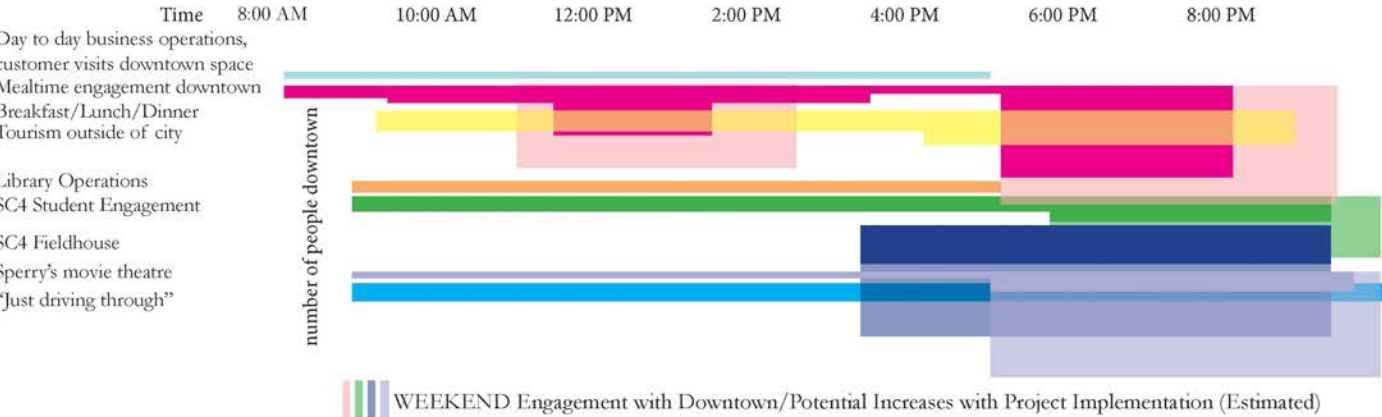 Time 8:00 AM 10:00 AM 12:00 PM 2:00 PM 4:00 PM 6:00 PM 8:00 PM
Day to day business operations,
customer visits downtown space
Mealtime engagement downtown
Breakfast/Lunch/Dinner
Tourism outside of city
number of people downtown
Library Operations
SC4 Student Engagement
SC4 Fieldhouse
Sperry's movie theatre
"Just driving through"
WEEKEND Engagement with Downtown/Potential Increases with Project Implementation (Estimated)